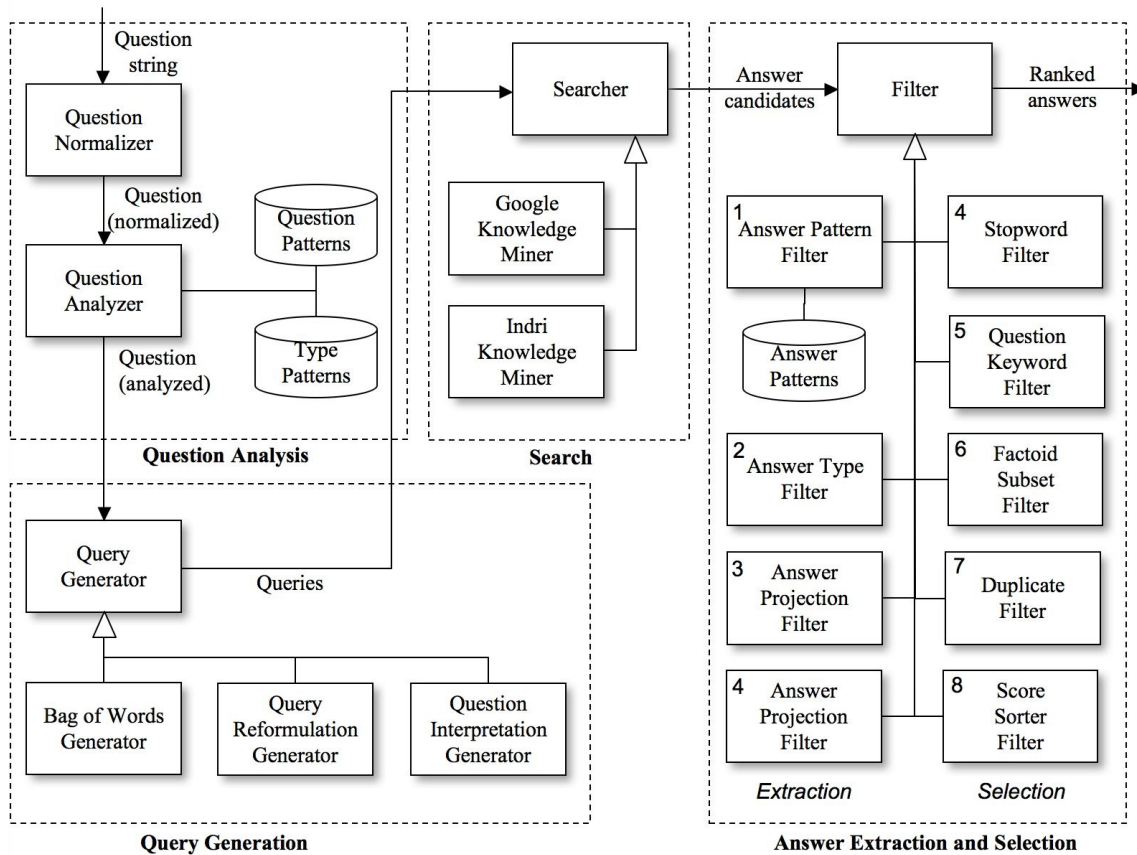 Question
string
Question
Normalizer
Question
(normalized)
Question
Patterns
Question
Analyzer
Type
Patterns
Question
(analyzed)
Question Analysis
Query
Generator
Queries
Bag of Words
Generator
Query
Reformulation
Generator
Question
Interpretation
Generator
Query Generation
Searcher
Google
Knowledge
Miner
Indri
Knowledge
Miner
Search
Answer
candidates
Filter
Ranked
answers
1
Answer Pattern
Filter
Answer
Patterns
2
Answer Type
Filter
3
Answer
Projection
Filter
4
Answer
Projection
Filter
Extraction
4
Stopword
Filter
5
Question
Keyword
Filter
6
Factoid
Subset
Filter
7
Duplicate
Filter
8
Score
Sorter
Filter
Selection
Answer Extraction and Selection